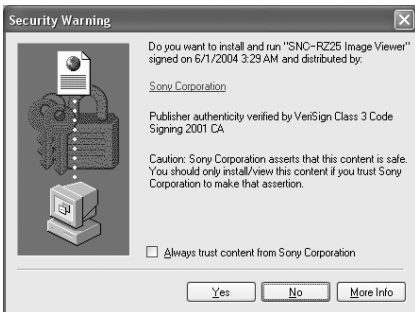 Security Warning
Do you want to install and run "SNC-RZ25 Image Viewer"
signed on 6/1/2004 3:29 AM and distributed by:
Sony Corporation
Publisher authenticity verified by VeriSign Class 3 Code
Signing 2001 CA
Caution: Sony Corporation asserts that this content is safe.
You should only install/view this content if you trust Sony
Corporation to make that assertion.
Always trust content from Sony Corporation
Yes
No
More Info